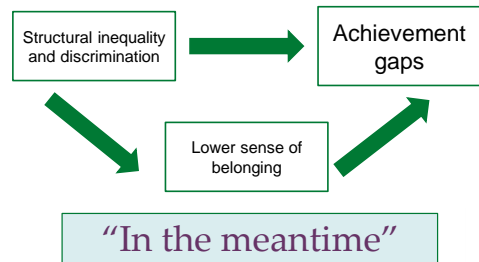 Structural inequality
and discrimination
Achievement
gaps
Lower sense of
belonging
“In the meantime”